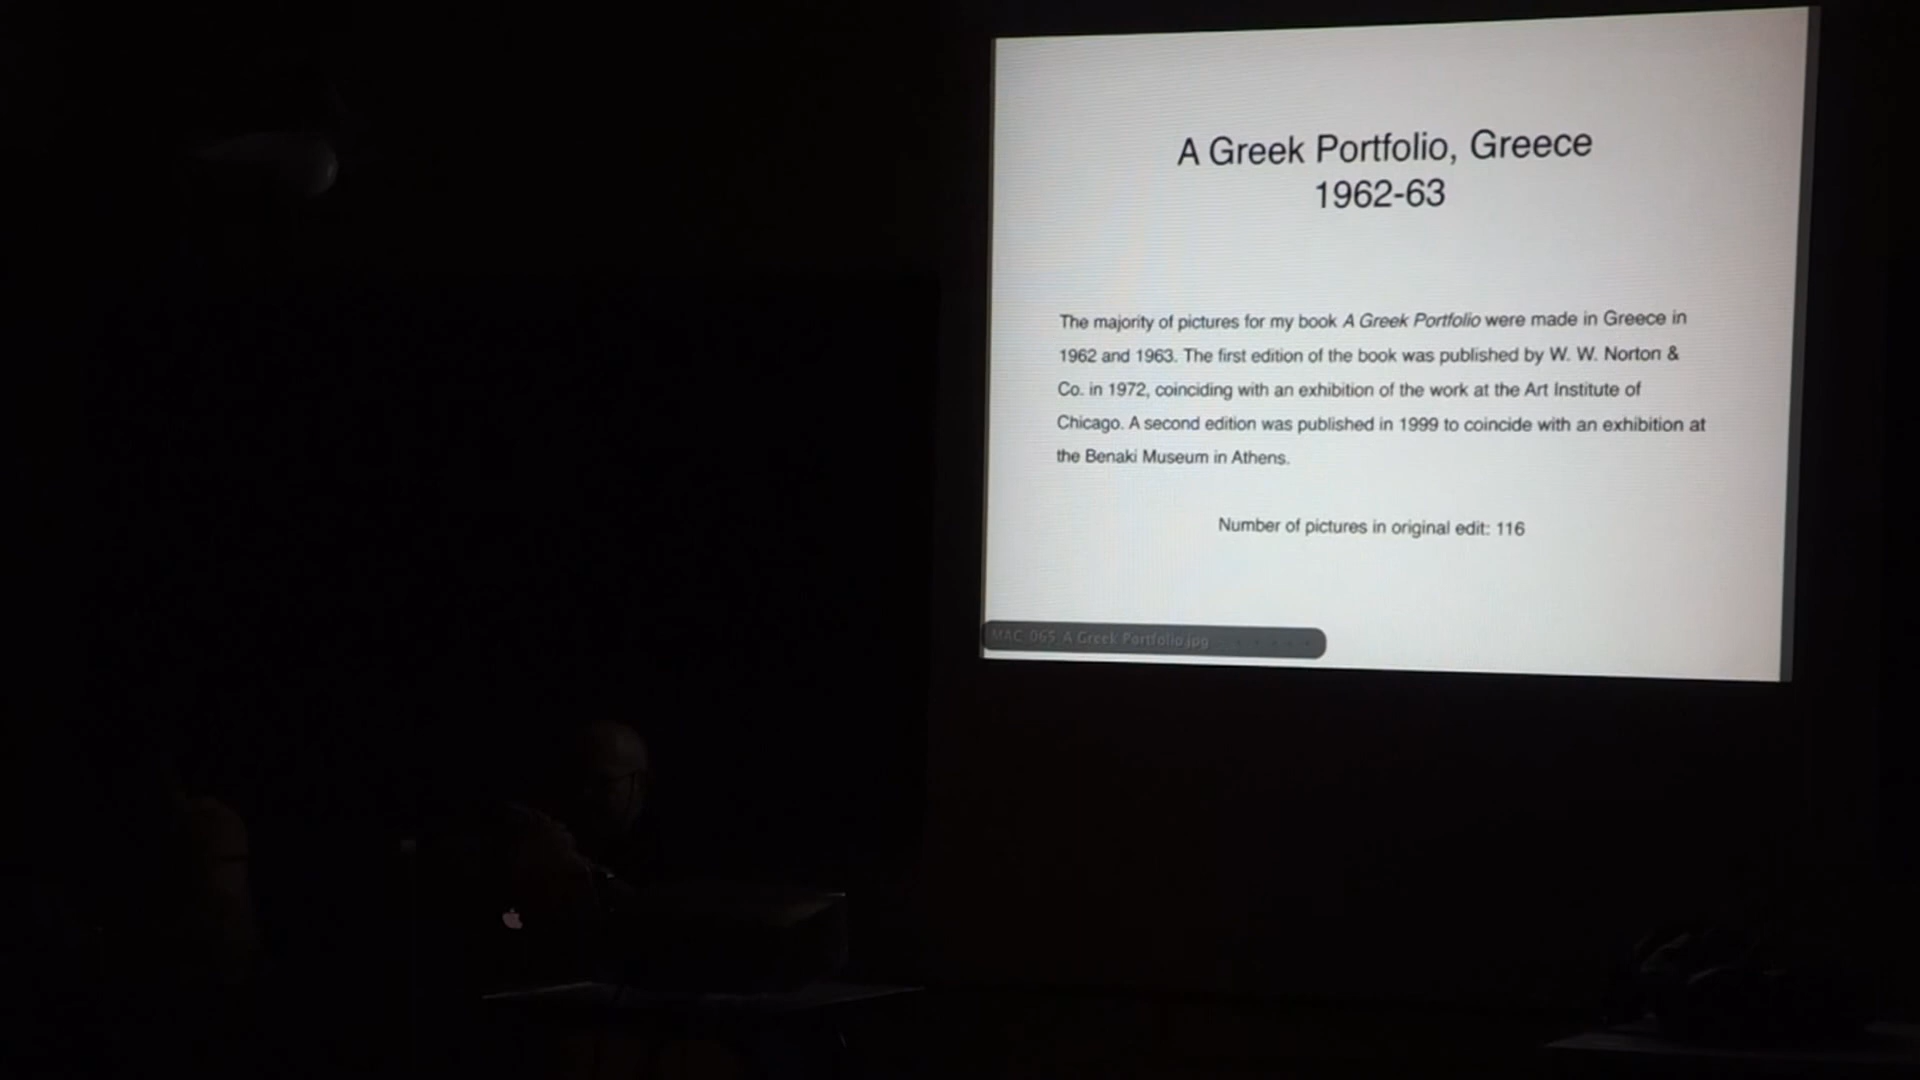 A Greek Portfolio, Greece
1962-63
The majority of pictures for my book A Greek Portfolio were made in Greece in
1962 and 1963. The first edition of the book was published by W. W. Norton &
Co. in 1972, coinciding with an exhibition of the work at the Art Institute of
Chicago. A second edition was published in 1999 to coincide with an exhibition at
the Benaki Museum in Athens.
Number of pictures in original edit: 116
MAC_065_A Greek Portfolio.jpg